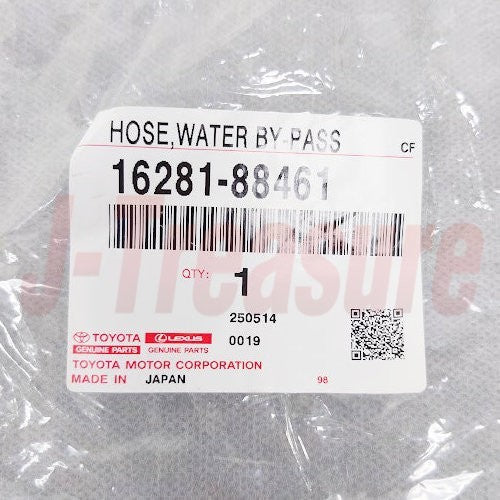 HOSE,WATER BY-PASS
CF
16281-88461
J-Treasure
QTY: 1
250514
TOYOTA LEXUS 0019
GENUINE PARTS GENUINE PARTS
TOYOTA MOTOR CORPORATION
MADE IN JAPAN 98